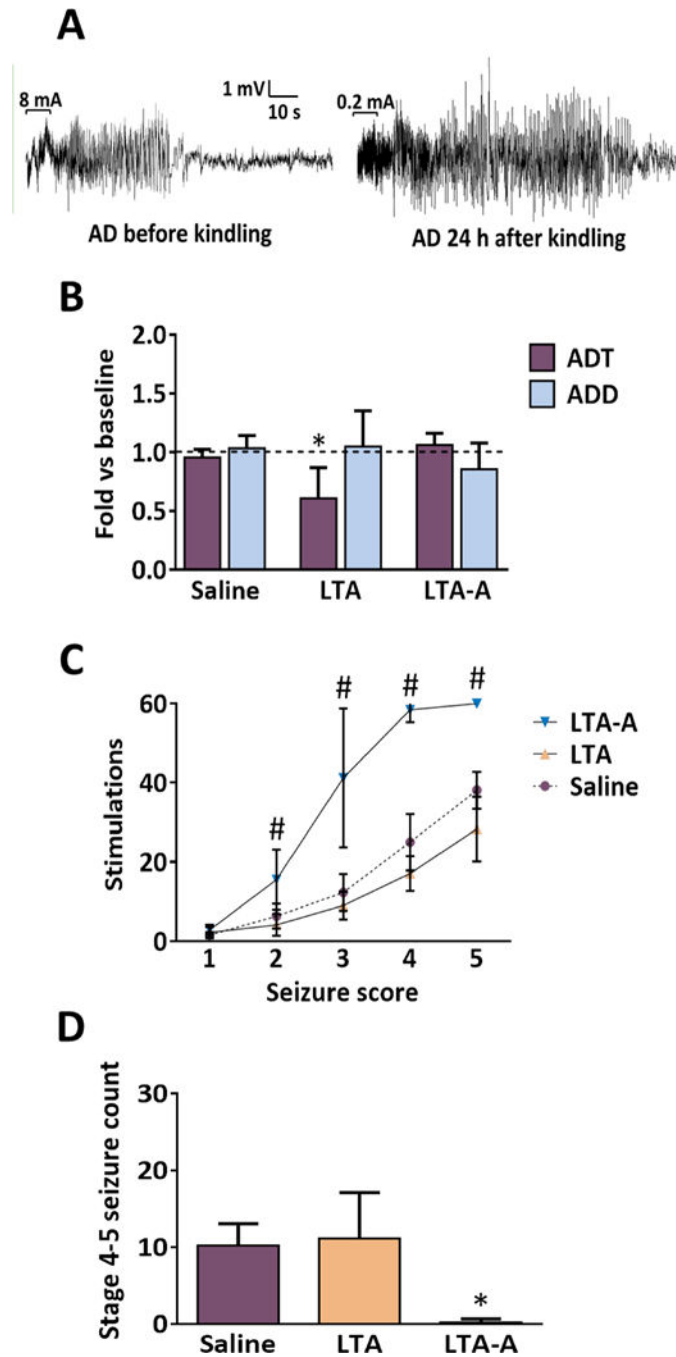 A
8 mA
1 mV
10 s
0.2 mA
AD before kindling
AD 24 h after kindling
B
Fold vs baseline
2.0
1.5
1.0
0.5
0.0
*
Saline
LTA
LTA-A
ADT
ADD
C
Stimulations
60
40
20
0
#
#
#
#
1
2
3
4
5
Seizure score
LTA-A
LTA
Saline
D
Stage 4-5 seizure count
30
20
10
0
*
Saline
LTA
LTA-A